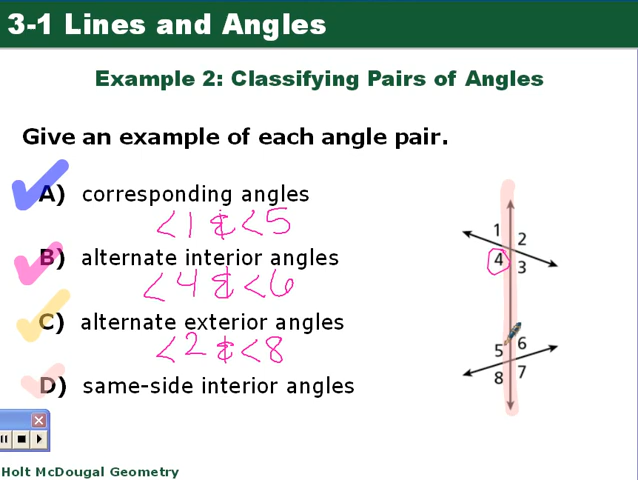 3-1 Lines and Angles
Example 2: Classifying Pairs of Angles
Give an example of each angle pair.
A) corresponding angles
<1 & <5
B) alternate interior angles
<4 & <6
C) alternate exterior angles
<2 & <8
D) same-side interior angles
1 2
4 3
5 6
8 7
Holt McDougal Geometry